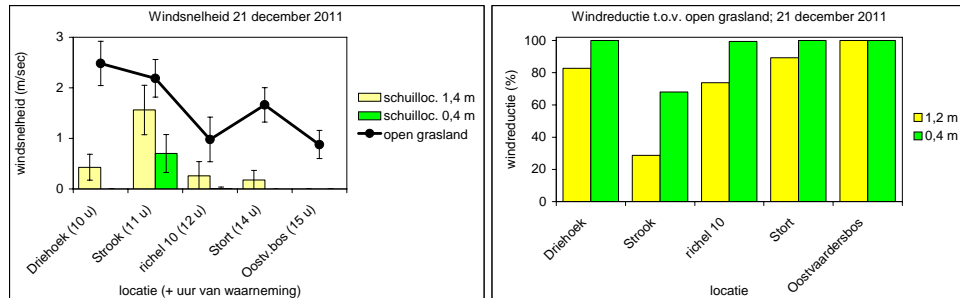 Windsnelheid 21 december 2011
windsnelheid (m/sec)
3
2
1
0
schuilloc. 1,4 m
schuilloc. 0,4 m
open grasland
Driehoek (10 u)
Strook (11 u)
richel 10 (12 u)
Stort (14 u)
Oostv.bos (15 u)
locatie (+ uur van waarneming)
Windreductie t.o.v. open grasland; 21 december 2011
windreductie (%)
100
80
60
40
20
0
1,2 m
0,4 m
Driehoek
Strook
richel 10
Stort
Oostvaardersbos
locatie